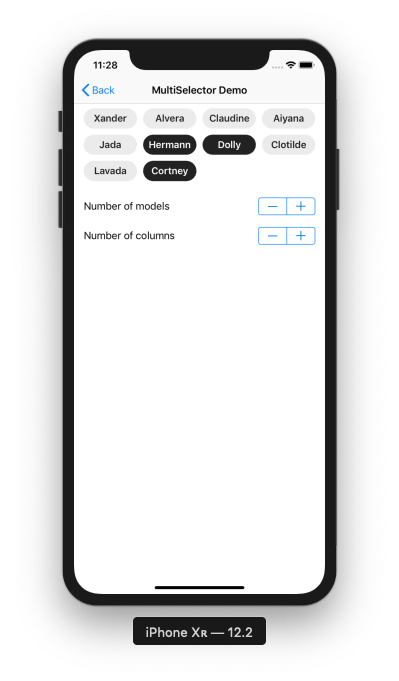 11:28
Back MultiSelector Demo
Xander Alvera Claudine Aiyana
Jada Hermann Dolly Clotilde
Lavada Cortney
Number of models − +
Number of columns − +
iPhone Xʀ — 12.2